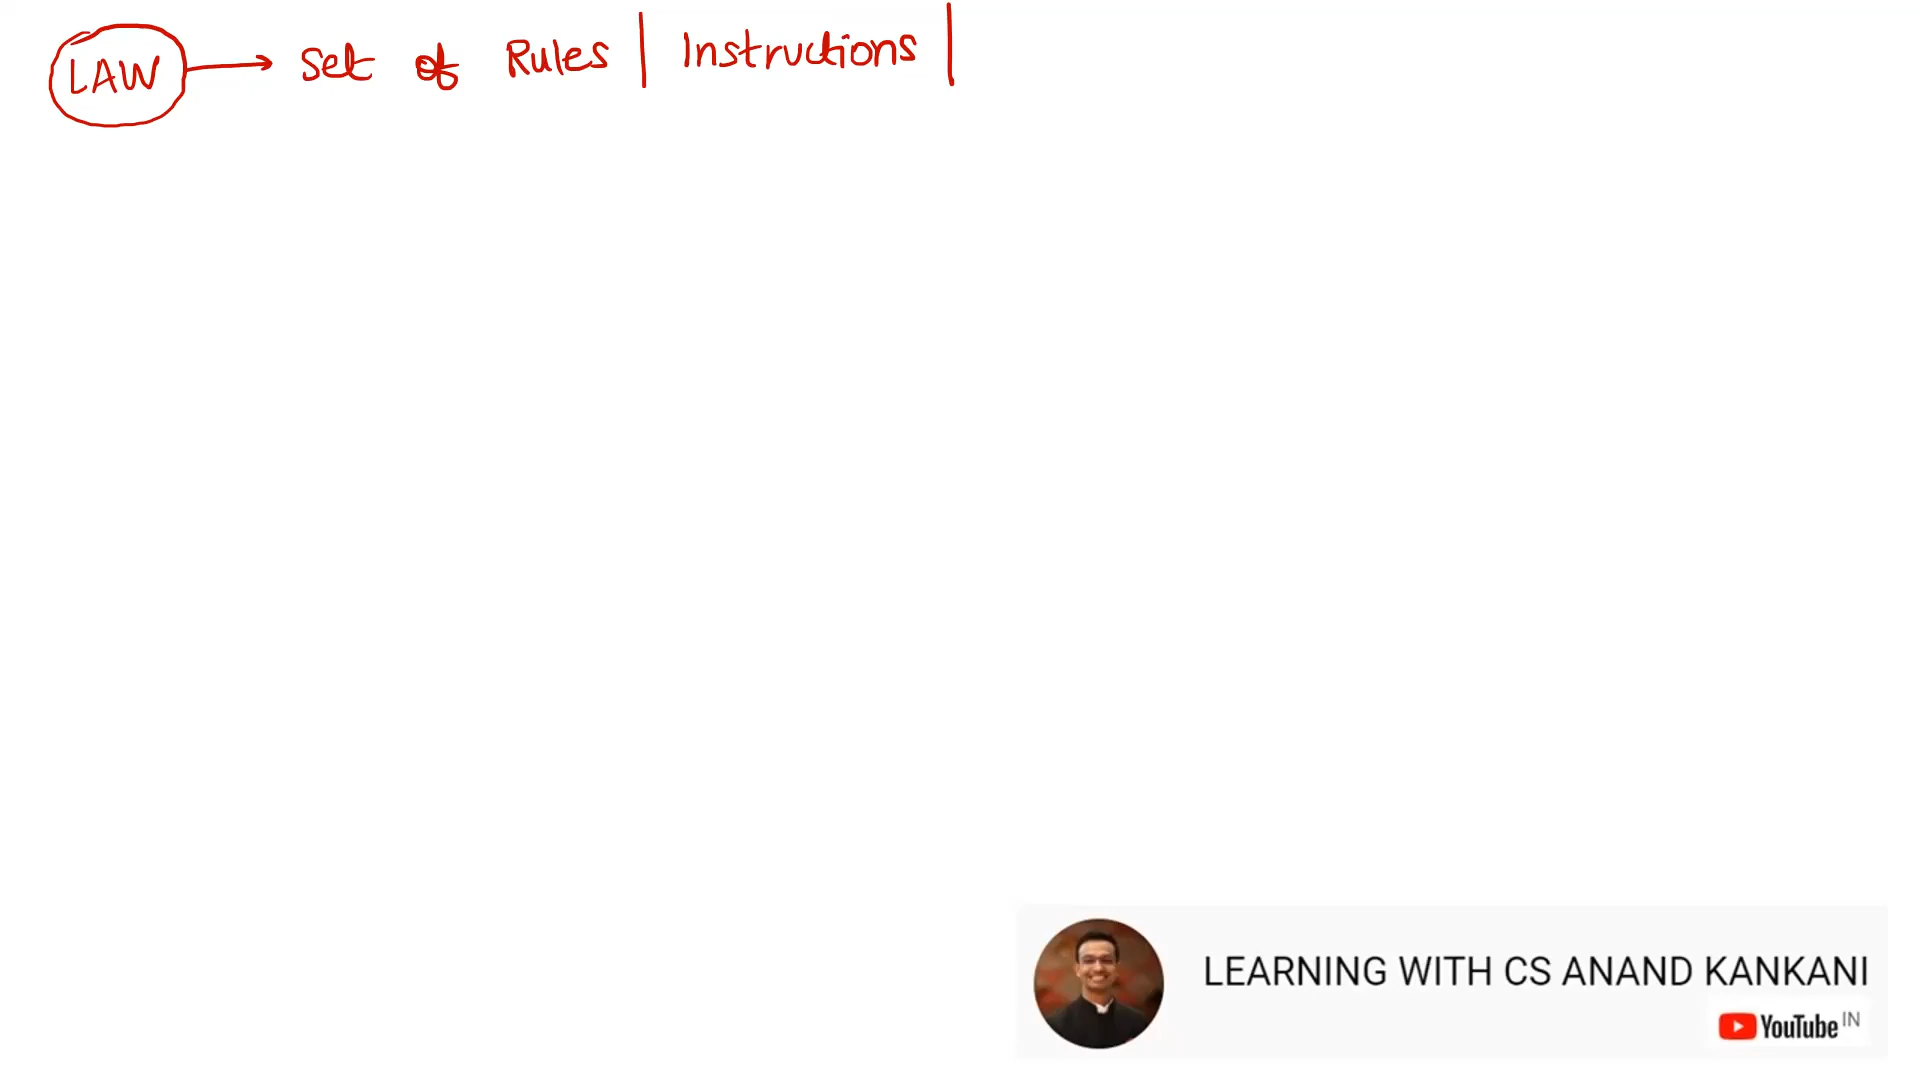 LAW → Set of Rules | Instructions |
LEARNING WITH CS ANAND KANKANI
YouTube IN